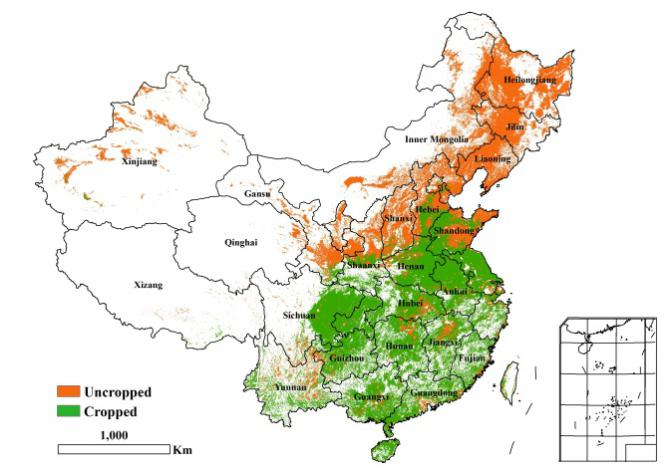 Heilongjiang
Jilin
Inner Mongolia
Liaoning
Xinjiang
Gansu
Hebei
Shanxi
Shandong
Qinghai
Shaanxi
Henan
Xizang
Anhui
Sichuan
Hubei
Hunan
Jiangxi
Guizhou
Fujian
Yunnan
Guangxi
Guangdong
Uncropped
Cropped
1,000
Km